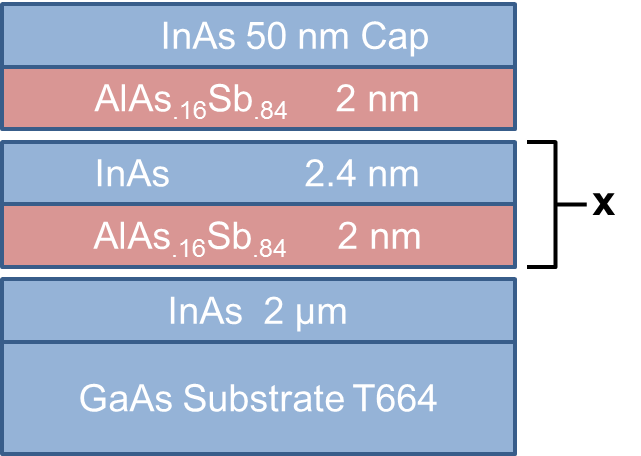 InAs 50 nm Cap
AlAs.16Sb.84 2 nm
InAs 2.4 nm
x
AlAs.16Sb.84 2 nm
InAs 2 µm
GaAs Substrate T664